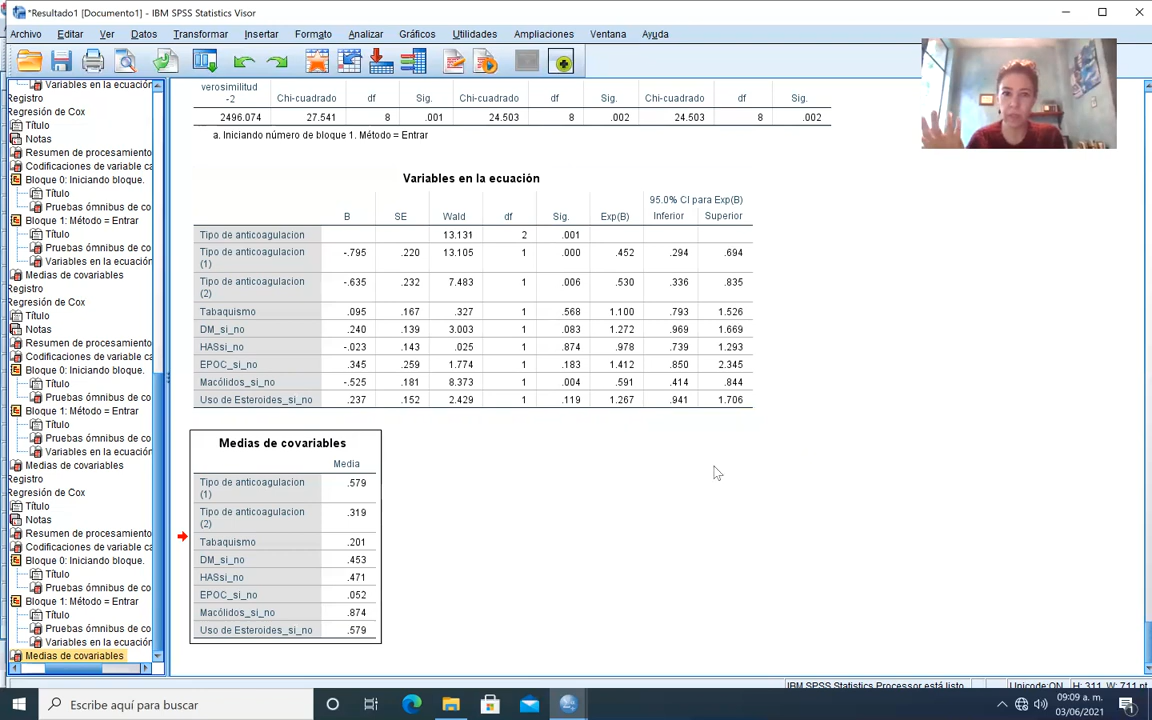 *Resultado1 [Documento1] - IBM SPSS Statistics Visor
Archivo Editar Ver Datos Transformar Insertar Formato Analizar Gráficos Utilidades Ampliaciones Ventana Ayuda
Variables en la ecuación
Registro
Regresión de Cox
Título
Notas
Resumen de procesamiento
Codificaciones de variable ca
Bloque 0: Iniciando bloque.
Título
Pruebas ómnibus de co
Bloque 1: Método = Entrar
Título
Pruebas ómnibus de co
Variables en la ecuación
Medias de covariables
Registro
Regresión de Cox
Título
Notas
Resumen de procesamiento
Codificaciones de variable ca
Bloque 0: Iniciando bloque.
Título
Pruebas ómnibus de co
Bloque 1: Método = Entrar
Título
Pruebas ómnibus de co
Variables en la ecuación
Medias de covariables
Registro
Regresión de Cox
Título
Notas
Resumen de procesamiento
Codificaciones de variable ca
Bloque 0: Iniciando bloque.
Título
Pruebas ómnibus de co
Bloque 1: Método = Entrar
Título
Pruebas ómnibus de co
Variables en la ecuación
Medias de covariables
verosimilitud
-2 Chi-cuadrado df Sig. Chi-cuadrado df Sig. Chi-cuadrado df Sig.
2496.074 27.541 8 .001 24.503 8 .002 24.503 8 .002
a. Iniciando número de bloque 1. Método = Entrar
Variables en la ecuación
95.0% CI para Exp(B)
B SE Wald df Sig. Exp(B) Inferior Superior
Tipo de anticoagulacion 13.131 2 .001
Tipo de anticoagulacion -.795 .220 13.105 1 .000 .452 .294 .694
(1)
Tipo de anticoagulacion -.635 .232 7.483 1 .006 .530 .336 .835
(2)
Tabaquismo .095 .167 .327 1 .568 1.100 .793 1.526
DM_si_no .240 .139 3.003 1 .083 1.272 .969 1.669
HASsi_no -.023 .143 .025 1 .874 .978 .739 1.293
EPOC_si_no .345 .259 1.774 1 .183 1.412 .850 2.345
Macólidos_si_no -.525 .181 8.373 1 .004 .591 .414 .844
Uso de Esteroides_si_no .237 .152 2.429 1 .119 1.267 .941 1.706
Medias de covariables
Media
Tipo de anticoagulacion .579
(1)
Tipo de anticoagulacion .319
(2)
Tabaquismo .201
DM_si_no .453
HASsi_no .471
EPOC_si_no .052
Macólidos_si_no .874
Uso de Esteroides_si_no .579
IBM SPSS Statistics Processor está listo Unicode:ON H: 311, W: 711 pt
Escribe aquí para buscar
09:09 a. m.
03/06/2021